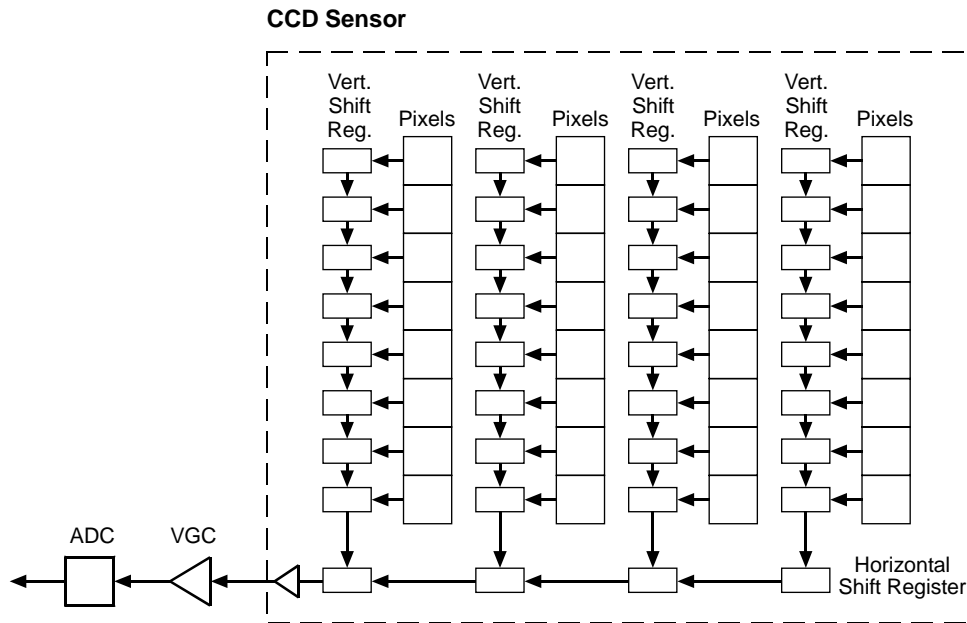 CCD Sensor
Vert.
Shift
Reg.
Pixels
Vert.
Shift
Reg.
Pixels
Vert.
Shift
Reg.
Pixels
Vert.
Shift
Reg.
Pixels
ADC
VGC
Horizontal
Shift Register